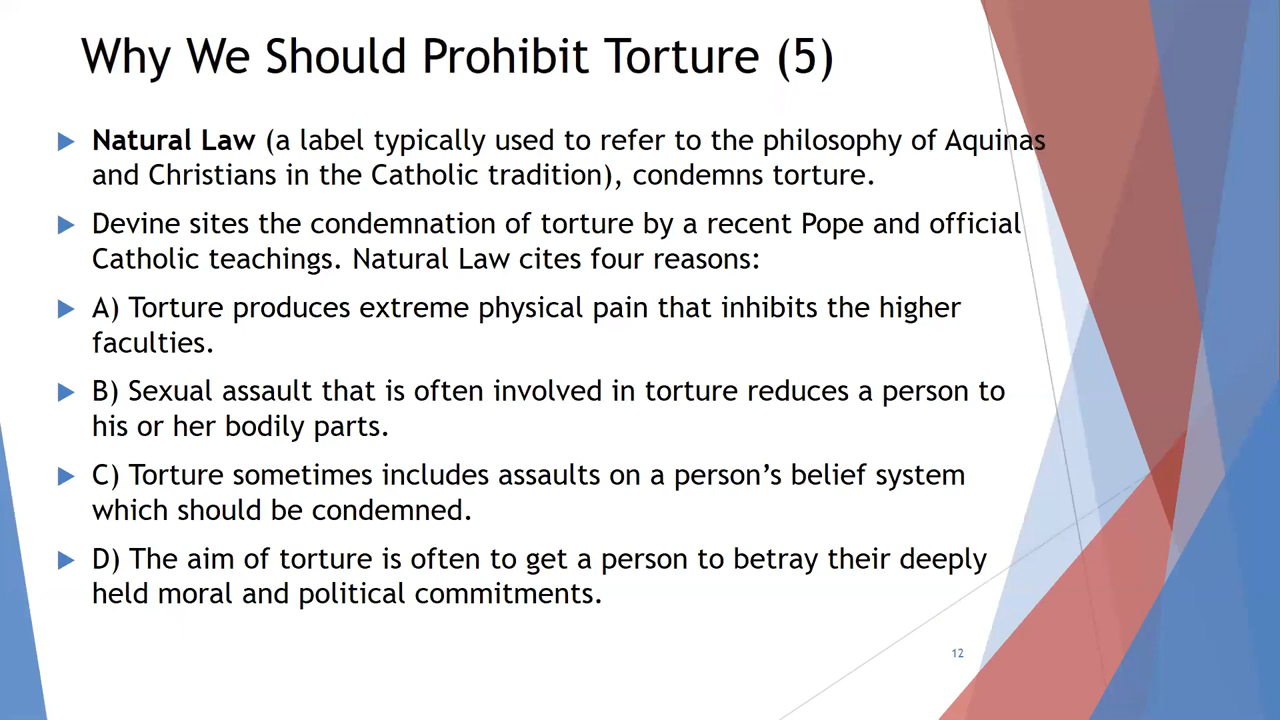 Why We Should Prohibit Torture (5)
Natural Law (a label typically used to refer to the philosophy of Aquinas
and Christians in the Catholic tradition), condemns torture.
Devine sites the condemnation of torture by a recent Pope and official
Catholic teachings. Natural Law cites four reasons:
A) Torture produces extreme physical pain that inhibits the higher
faculties.
B) Sexual assault that is often involved in torture reduces a person to
his or her bodily parts.
C) Torture sometimes includes assaults on a person’s belief system
which should be condemned.
D) The aim of torture is often to get a person to betray their deeply
held moral and political commitments.
12